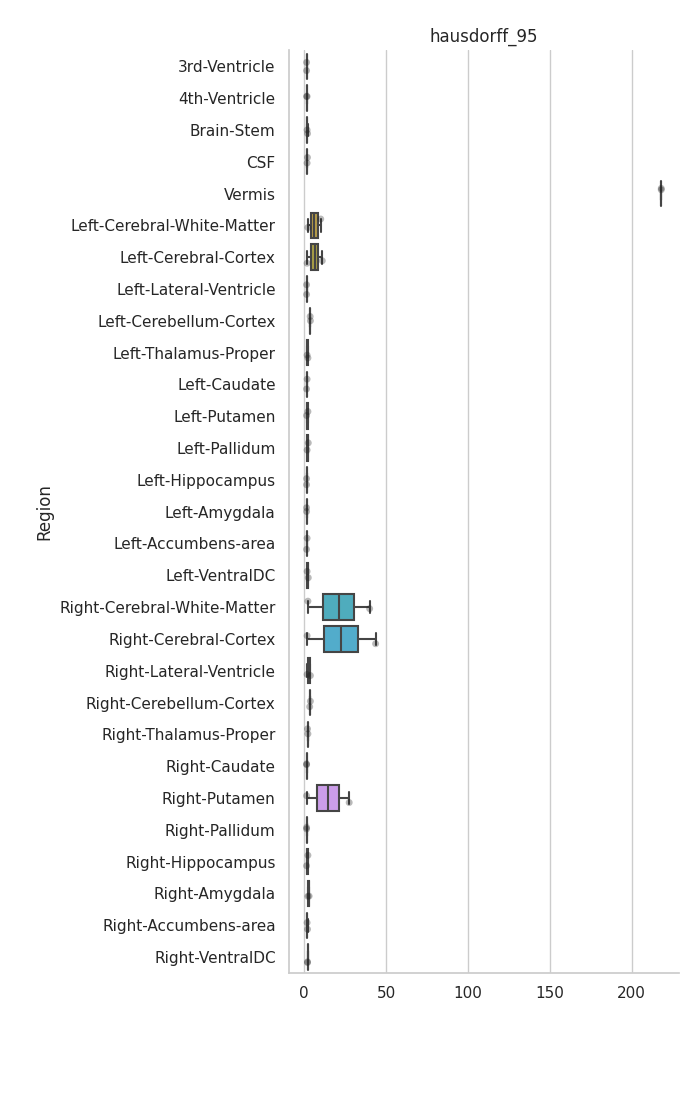 hausdorff_95
3rd-Ventricle
4th-Ventricle
Brain-Stem
CSF
Vermis
Left-Cerebral-White-Matter
Left-Cerebral-Cortex
Left-Lateral-Ventricle
Left-Cerebellum-Cortex
Left-Thalamus-Proper
Left-Caudate
Left-Putamen
Left-Pallidum
Left-Hippocampus
Left-Amygdala
Left-Accumbens-area
Left-VentralDC
Right-Cerebral-White-Matter
Right-Cerebral-Cortex
Right-Lateral-Ventricle
Right-Cerebellum-Cortex
Right-Thalamus-Proper
Right-Caudate
Right-Putamen
Right-Pallidum
Right-Hippocampus
Right-Amygdala
Right-Accumbens-area
Right-VentralDC
Region
0 50 100 150 200